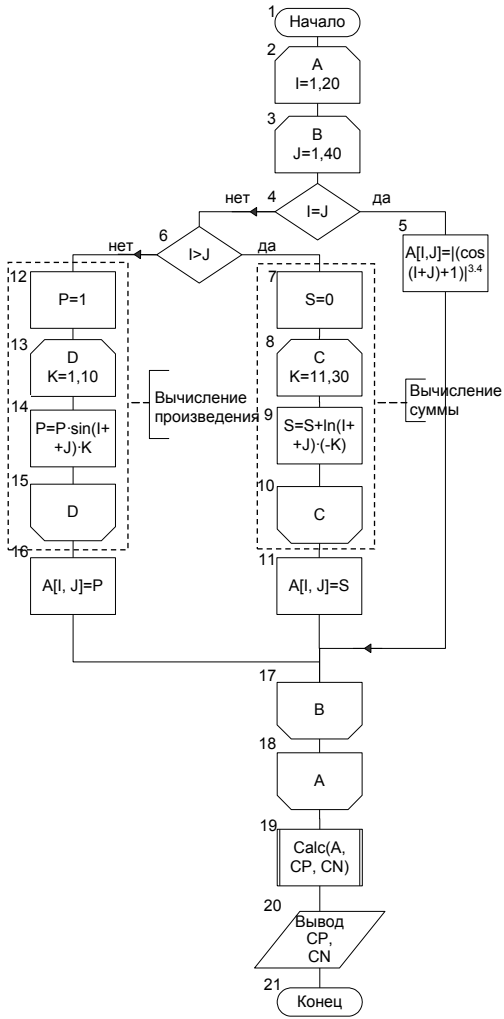 1
Начало
2
A
I=1,20
3
B
J=1,40
нет
4
да
I=J
5
A[I,J]=|(cos
(I+J)+1)|3.4
нет
6
да
I>J
12
P=1
7
S=0
13
D
K=1,10
8
C
K=11,30
14
P=P·sin(I+
+J)·K
Вычисление
произведения
9
S=S+ln(I+
+J)·(-K)
Вычисление
суммы
15
D
10
C
16
A[I, J]=P
11
A[I, J]=S
17
B
18
A
19
Calc(A,
CP, CN)
20
Вывод
CP,
CN
21
Конец